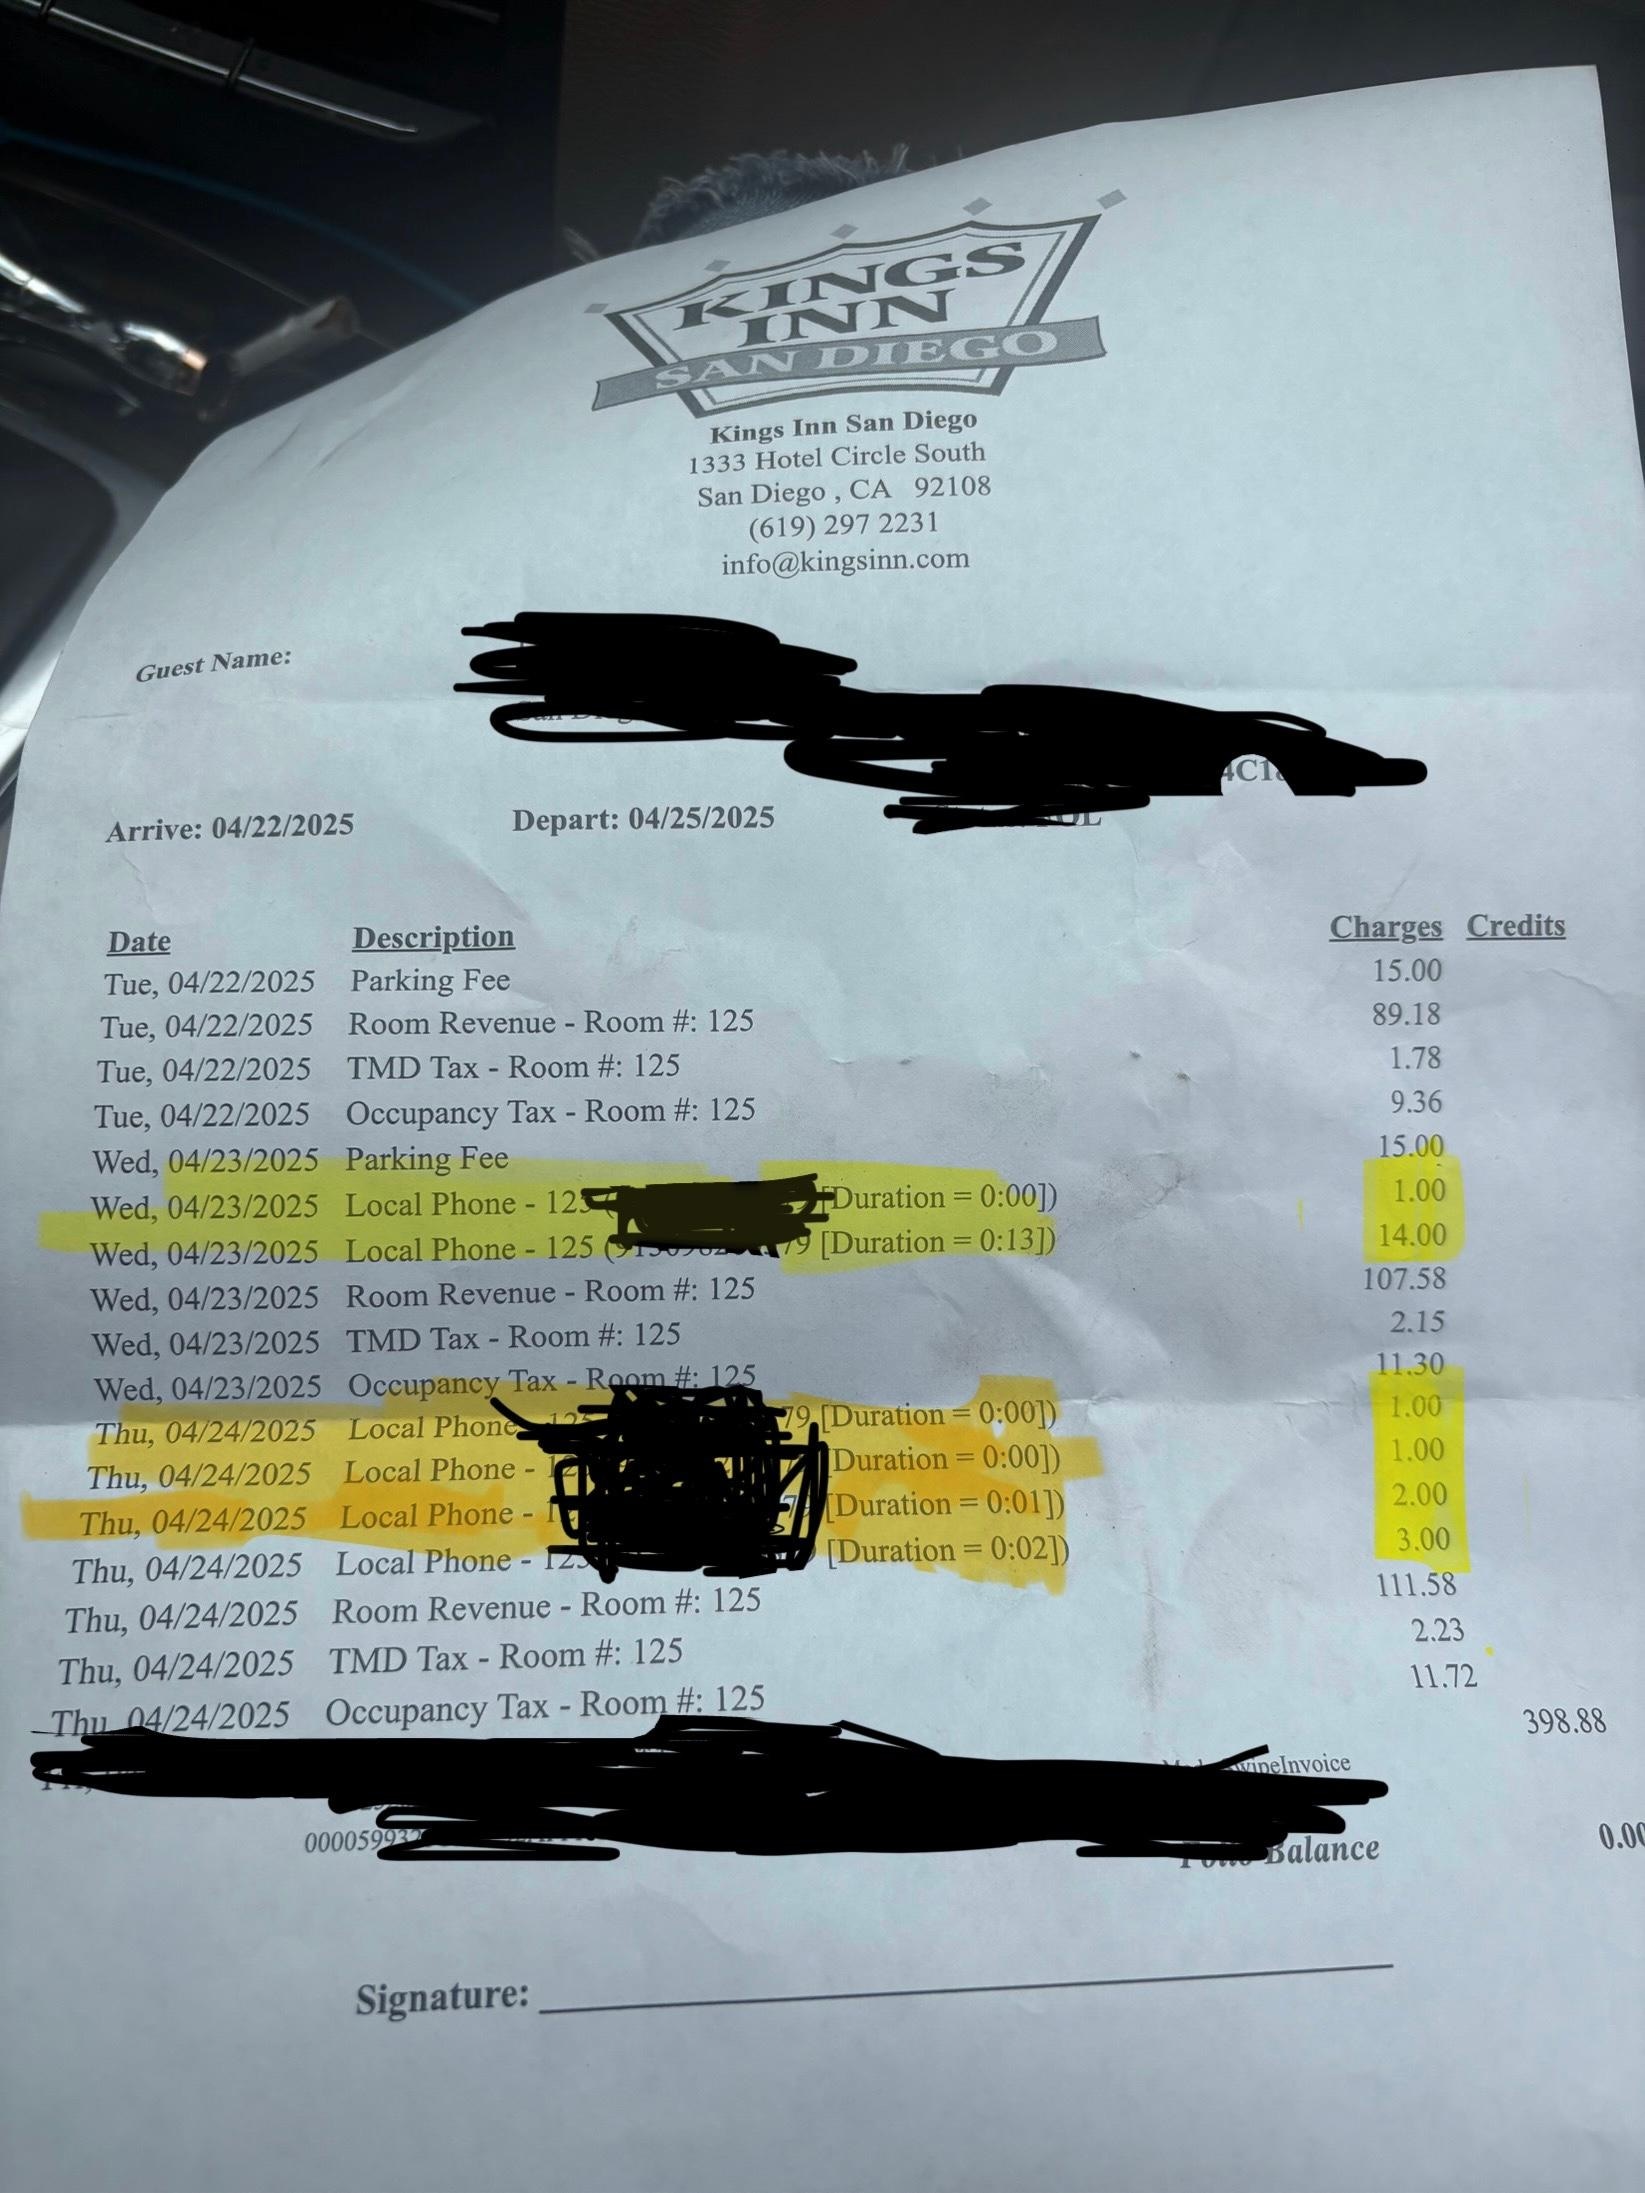 KINGS
INN
SAN DIEGO
Kings Inn San Diego
1333 Hotel Circle South
San Diego , CA 92108
(619) 297 2231
info@kingsinn.com
Guest Name:
Arrive: 04/22/2025 Depart: 04/25/2025
Date Description Charges Credits
Tue, 04/22/2025 Parking Fee 15.00
Tue, 04/22/2025 Room Revenue - Room #: 125 89.18
Tue, 04/22/2025 TMD Tax - Room #: 125 1.78
Tue, 04/22/2025 Occupancy Tax - Room #: 125 9.36
Wed, 04/23/2025 Parking Fee 15.00
Wed, 04/23/2025 Local Phone - 125 ( [Duration = 0:00]) 1.00
Wed, 04/23/2025 Local Phone - 125 ( 79 [Duration = 0:13]) 14.00
Wed, 04/23/2025 Room Revenue - Room #: 125 107.58
Wed, 04/23/2025 TMD Tax - Room #: 125 2.15
Wed, 04/23/2025 Occupancy Tax - Room #: 125 11.30
Thu, 04/24/2025 Local Phone - 125 79 [Duration = 0:00]) 1.00
Thu, 04/24/2025 Local Phone - [Duration = 0:00]) 1.00
Thu, 04/24/2025 Local Phone - 79 [Duration = 0:01]) 2.00
Thu, 04/24/2025 Local Phone - 125 [Duration = 0:02]) 3.00
Thu, 04/24/2025 Room Revenue - Room #: 125 111.58
Thu, 04/24/2025 TMD Tax - Room #: 125 2.23
Thu, 04/24/2025 Occupancy Tax - Room #: 125 11.72
398.88
Balance 0.00
Signature: